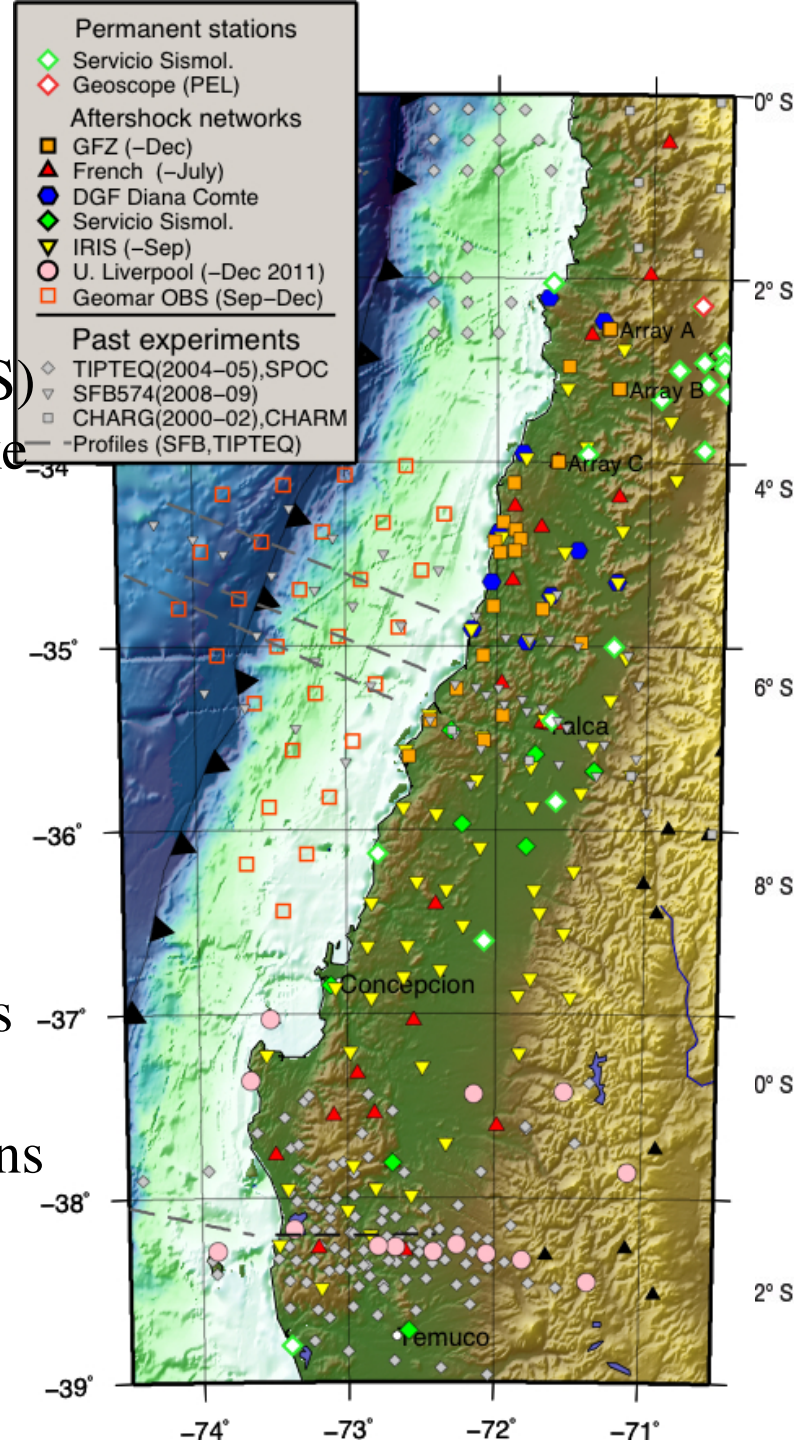 Permanent stations
Servicio Sismol.
Geoscope (PEL)
Aftershock networks
GFZ (−Dec)
French (−July)
DGF Diana Comte
Servicio Sismol.
IRIS (−Sep)
U. Liverpool (−Dec 2011)
Geomar OBS (Sep−Dec)
Past experiments
TIPTEQ(2004−05),SPOC
SFB574(2008−09)
CHARG(2000−02),CHARM
Profiles (SFB,TIPTEQ)
S)
ke
s
ns
0° S
2° S
4° S
6° S
8° S
0° S
2° S
Array A
Array B
Array C
Talca
Concepcion
Temuco
−34
−35°
−36°
−37°
−38°
−39°
−74° −73° −72° −71°